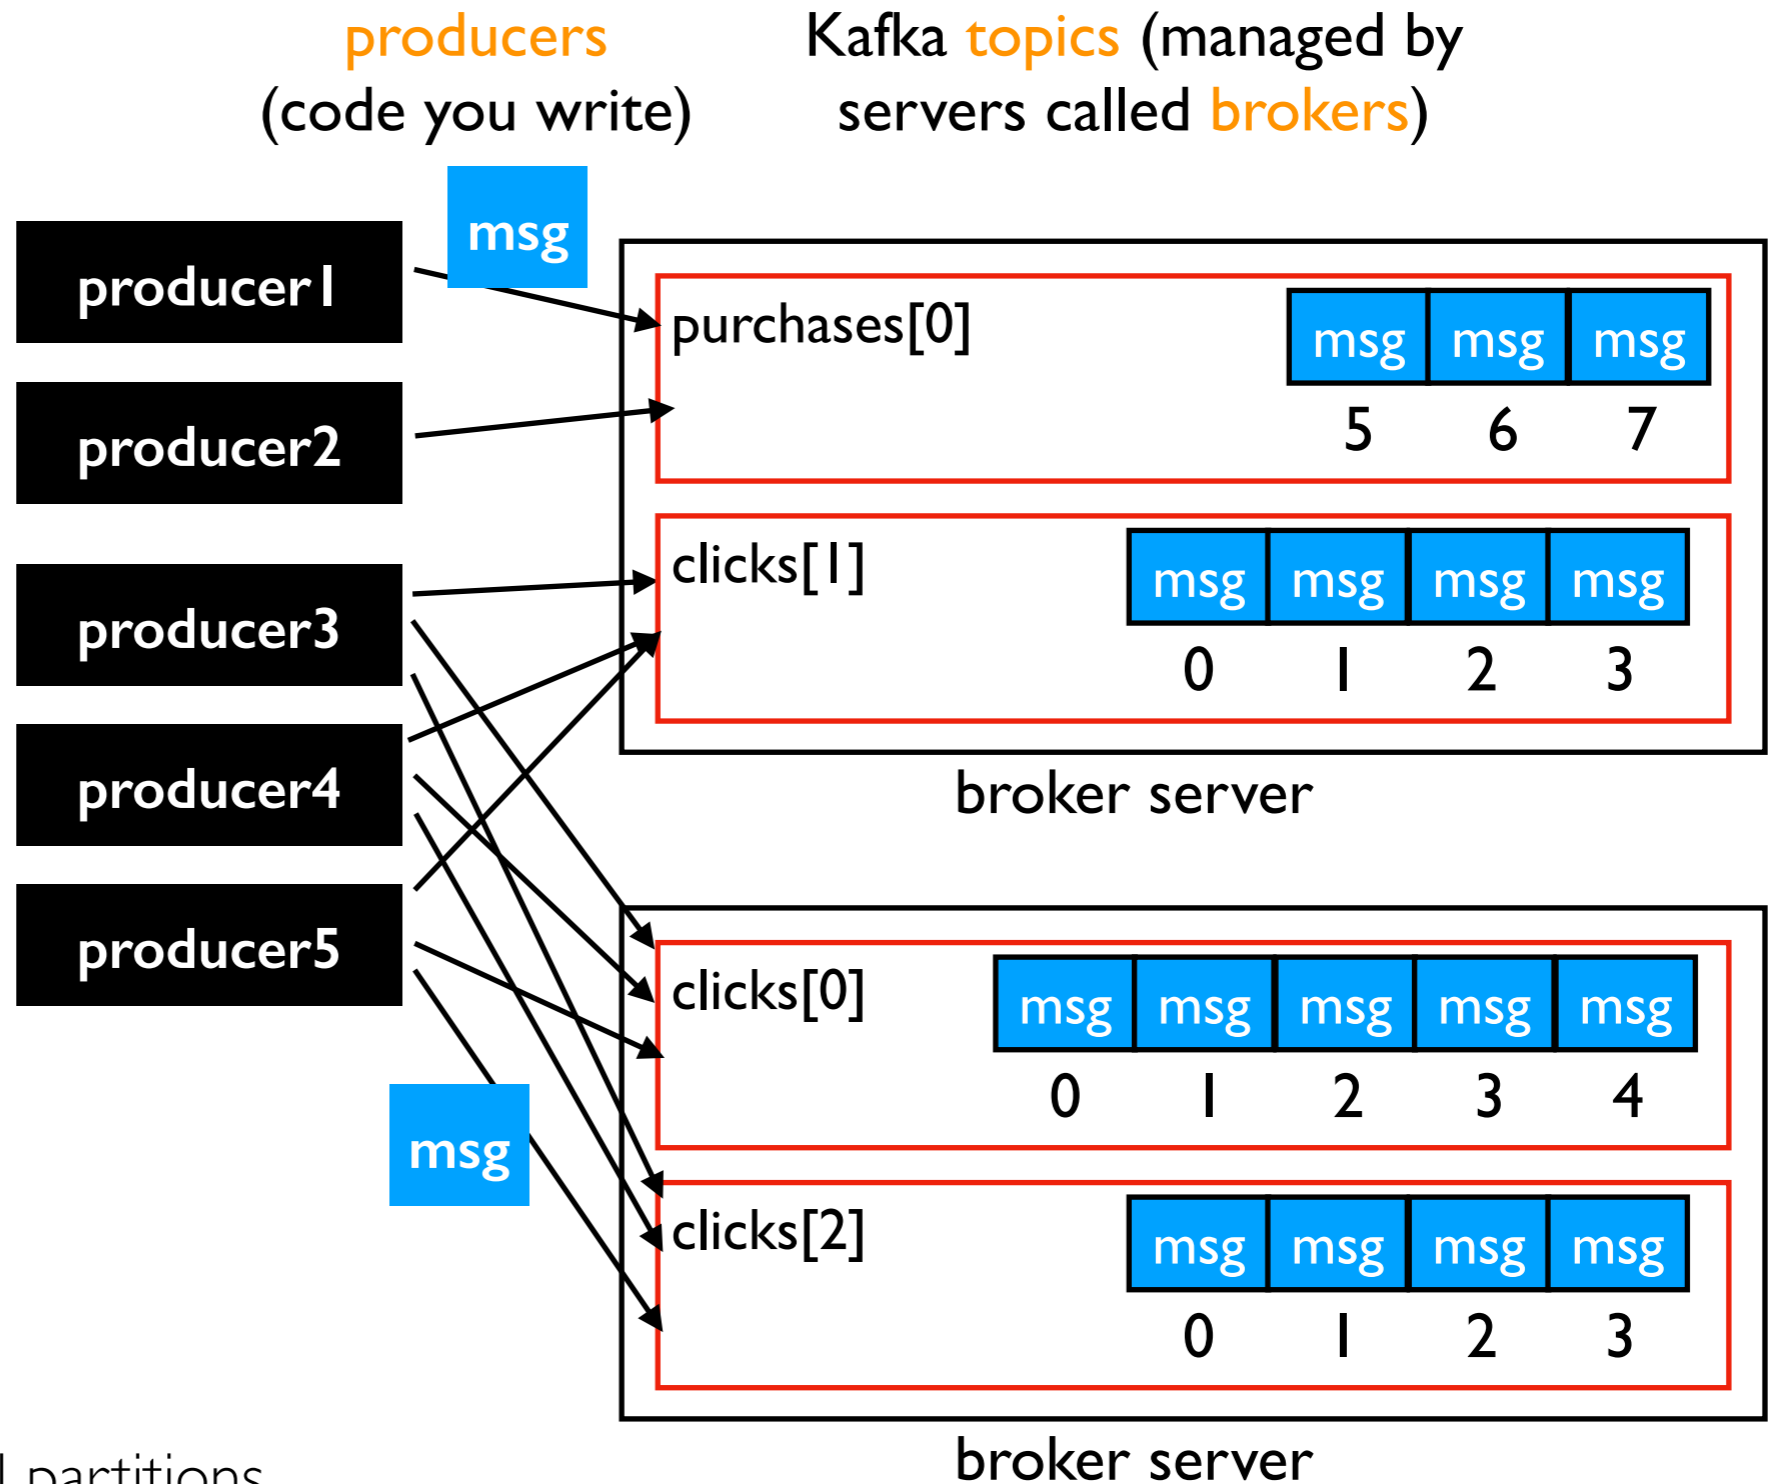 producers
(code you write)
Kafka topics (managed by
servers called brokers)
msg
producer1
producer2
producer3
producer4
producer5
msg
purchases[0]
msg msg msg
5 6 7
clicks[1]
msg msg msg msg
0 1 2 3
broker server
clicks[0]
msg msg msg msg msg
0 1 2 3 4
clicks[2]
msg msg msg msg
0 1 2 3
broker server
partitions